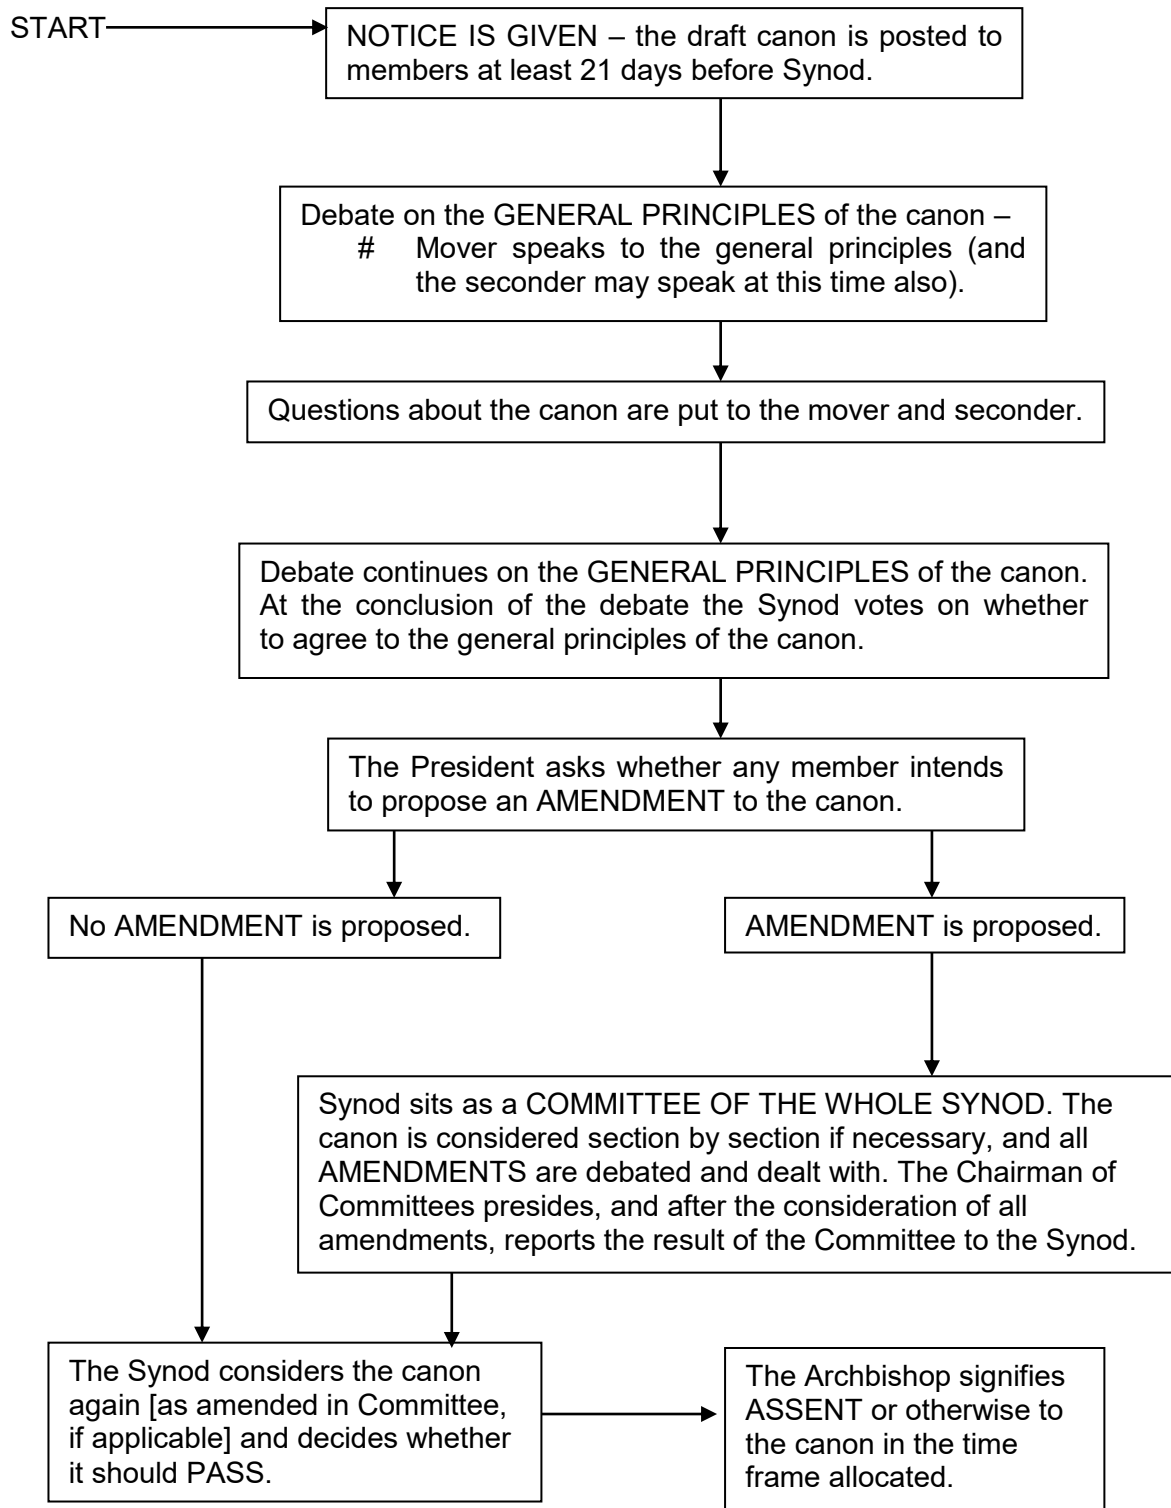 START
NOTICE IS GIVEN – the draft canon is posted to
members at least 21 days before Synod.
Debate on the GENERAL PRINCIPLES of the canon –
# Mover speaks to the general principles (and
the seconder may speak at this time also).
Questions about the canon are put to the mover and seconder.
Debate continues on the GENERAL PRINCIPLES of the canon.
At the conclusion of the debate the Synod votes on whether
to agree to the general principles of the canon.
The President asks whether any member intends
to propose an AMENDMENT to the canon.
No AMENDMENT is proposed.
AMENDMENT is proposed.
Synod sits as a COMMITTEE OF THE WHOLE SYNOD. The
canon is considered section by section if necessary, and all
AMENDMENTS are debated and dealt with. The Chairman of
Committees presides, and after the consideration of all
amendments, reports the result of the Committee to the Synod.
The Synod considers the canon
again [as amended in Committee,
if applicable] and decides whether
it should PASS.
The Archbishop signifies
ASSENT or otherwise to
the canon in the time
frame allocated.